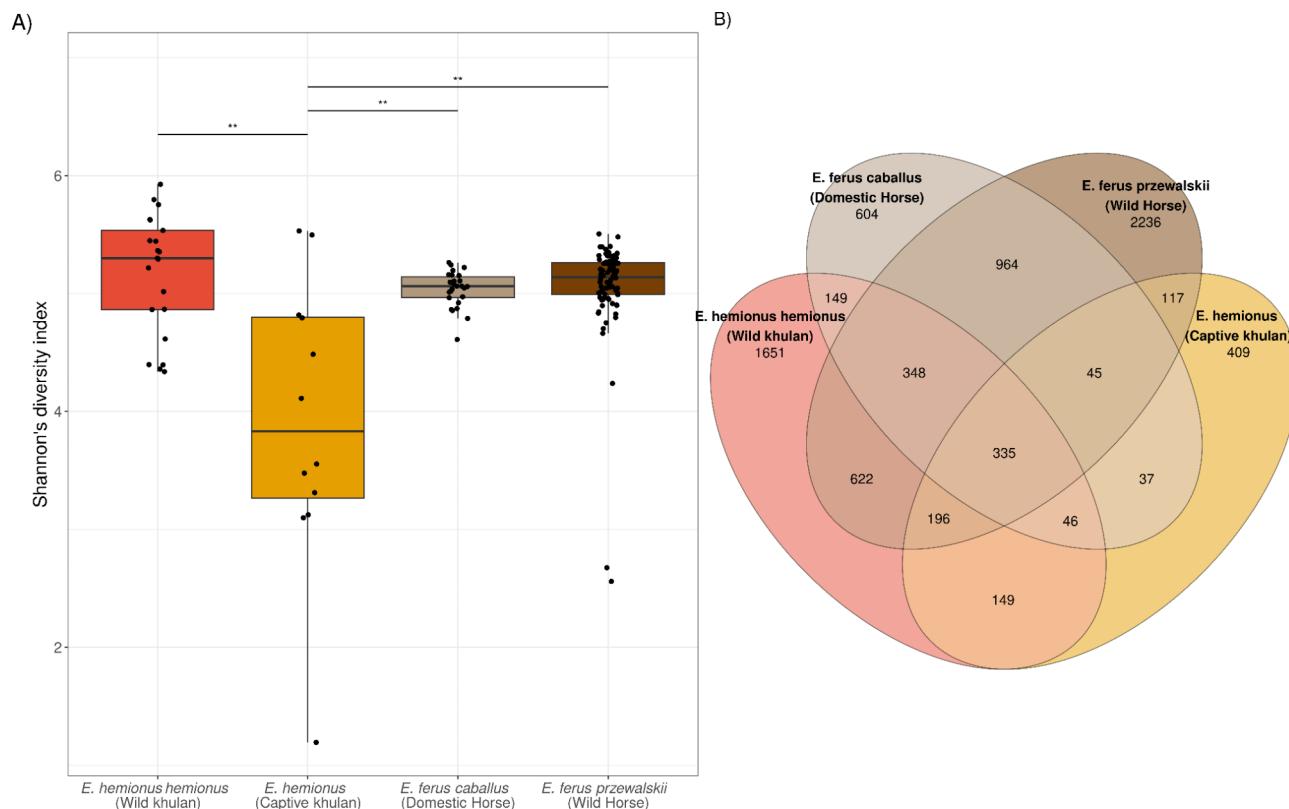 A)
B)
**
**
**
6
4
2
Shannon's diversity index
E. hemionus hemionus
(Wild khulan)
E. hemionus
(Captive khulan)
E. ferus caballus
(Domestic Horse)
E. ferus przewalskii
(Wild Horse)
E. ferus caballus
(Domestic Horse)
604
E. ferus przewalskii
(Wild Horse)
2236
E. hemionus hemionus
(Wild khulan)
1651
E. hemionus
(Captive khulan)
409
964
149
117
348
45
335
622
37
196
46
149